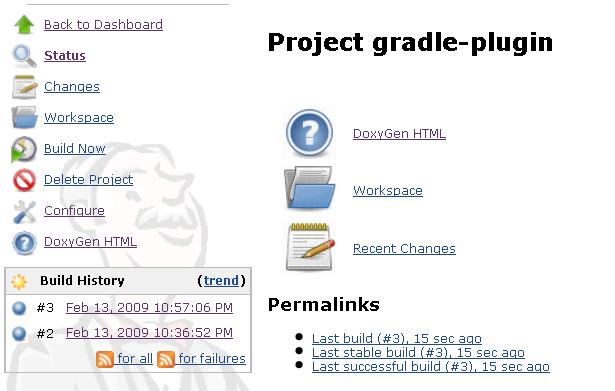 Back to Dashboard
Status
Changes
Workspace
Build Now
Delete Project
Configure
DoxyGen HTML
Build History (trend)
#3 Feb 13, 2009 10:57:06 PM
#2 Feb 13, 2009 10:36:52 PM
for all for failures
Project gradle-plugin
DoxyGen HTML
Workspace
Recent Changes
Permalinks
Last build (#3), 15 sec ago
Last stable build (#3), 15 sec ago
Last successful build (#3), 15 sec ago